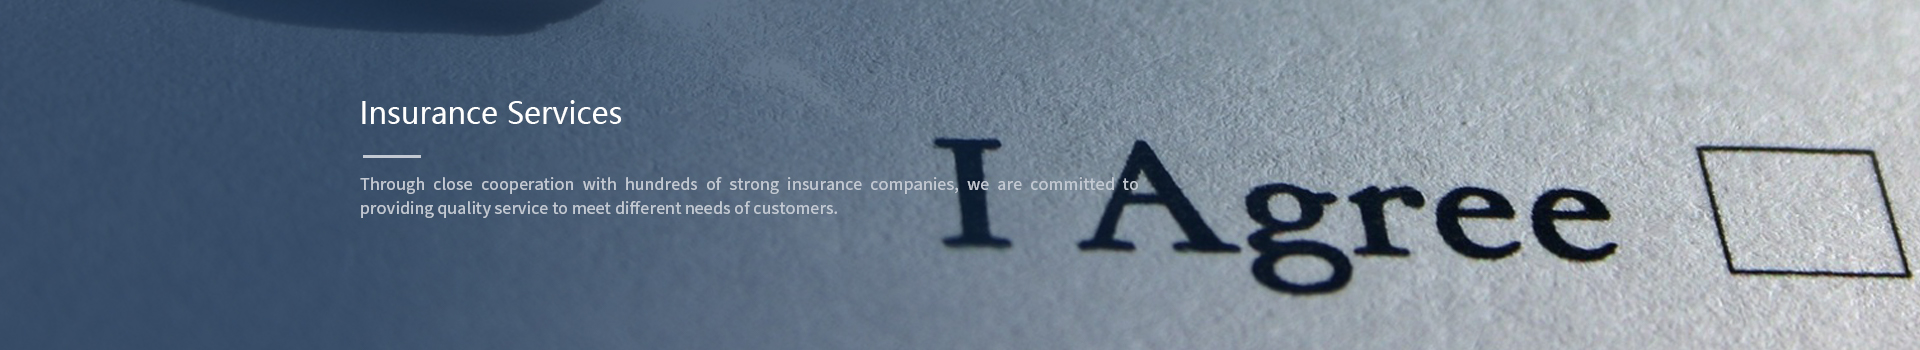 Insurance Services
Through close cooperation with hundreds of strong insurance companies, we are committed to
providing quality service to meet different needs of customers.
I Agree